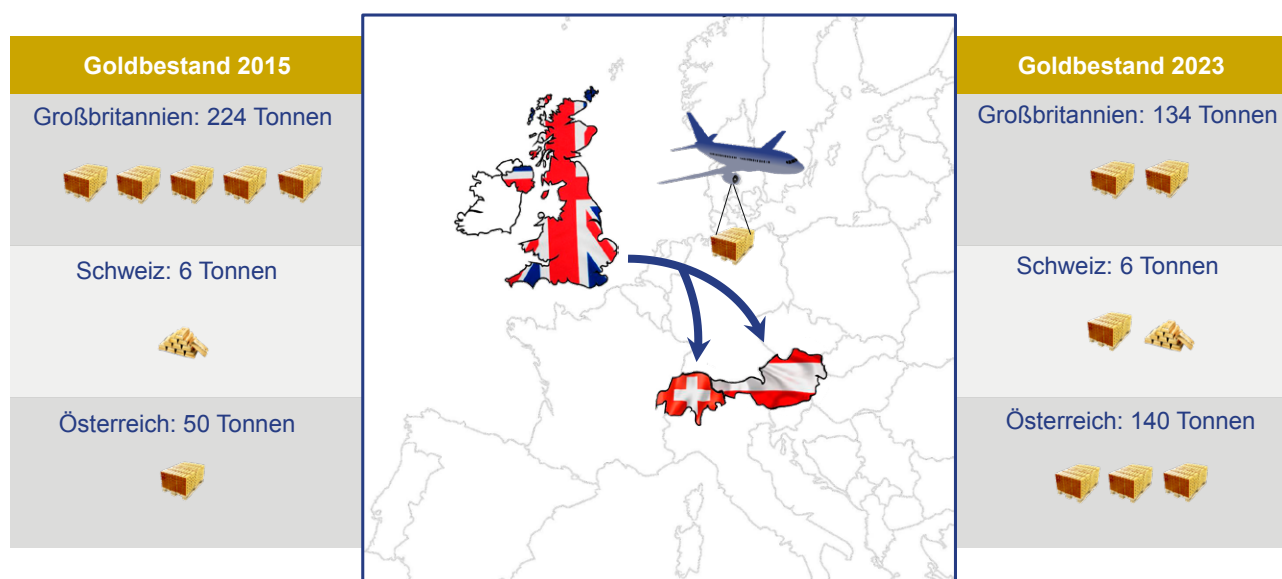 Goldbestand 2015
Großbritannien: 224 Tonnen
Schweiz: 6 Tonnen
Österreich: 50 Tonnen
Goldbestand 2023
Großbritannien: 134 Tonnen
Schweiz: 6 Tonnen
Österreich: 140 Tonnen